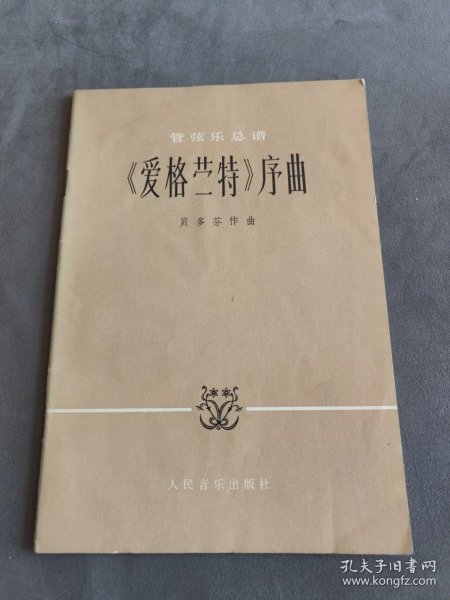 管弦乐总谱
《爱格兰特》序曲
贝多芬作曲
人民音乐出版社
孔夫子旧书网
www.kongfz.com